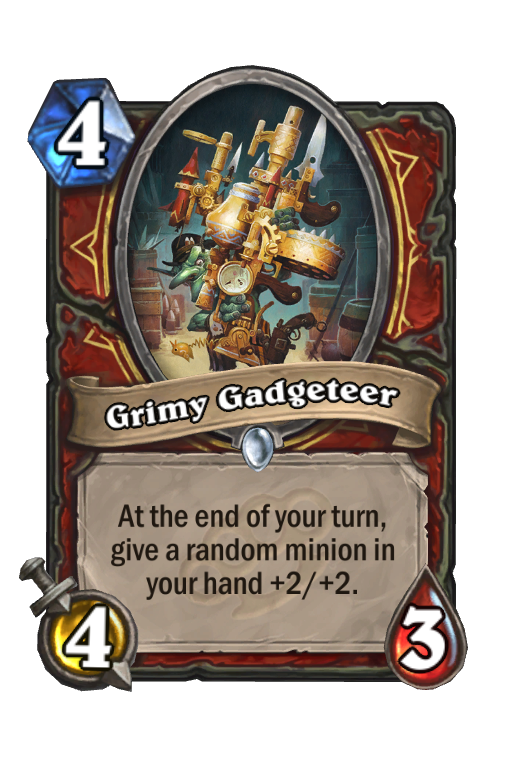 4
Grimy Gadgeteer
At the end of your turn,
give a random minion in
your hand +2/+2.
4
3